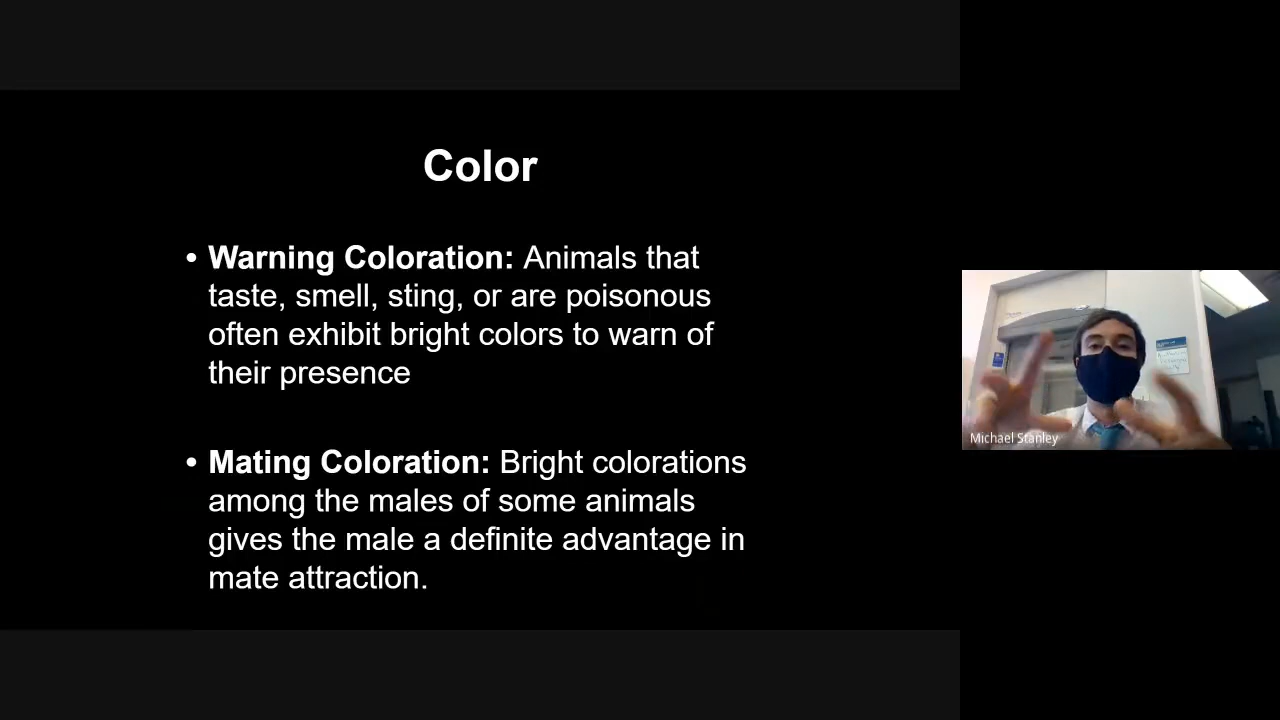 Color
• Warning Coloration: Animals that
taste, smell, sting, or are poisonous
often exhibit bright colors to warn of
their presence
• Mating Coloration: Bright colorations
among the males of some animals
gives the male a definite advantage in
mate attraction.
Michael Stanley